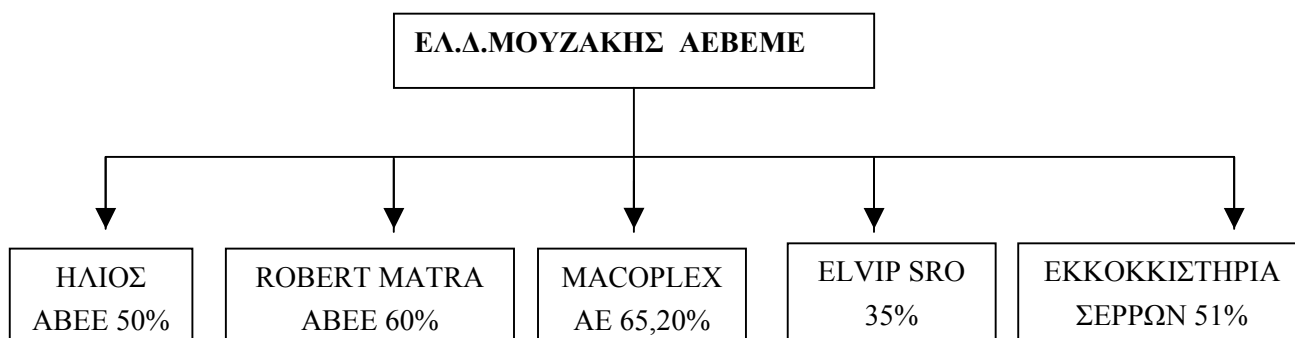 ΕΛ.Δ.ΜΟΥΖΑΚΗΣ ΑΕΒΕΜΕ
ΗΛΙΟΣ
ΑΒΕΕ 50%
ROBERT MATRA
ΑΒΕΕ 60%
MACOPLEX
ΑΕ 65,20%
ELVIP SRO
35%
ΕΚΚΟΚΚΙΣΤΗΡΙΑ
ΣΕΡΡΩΝ 51%